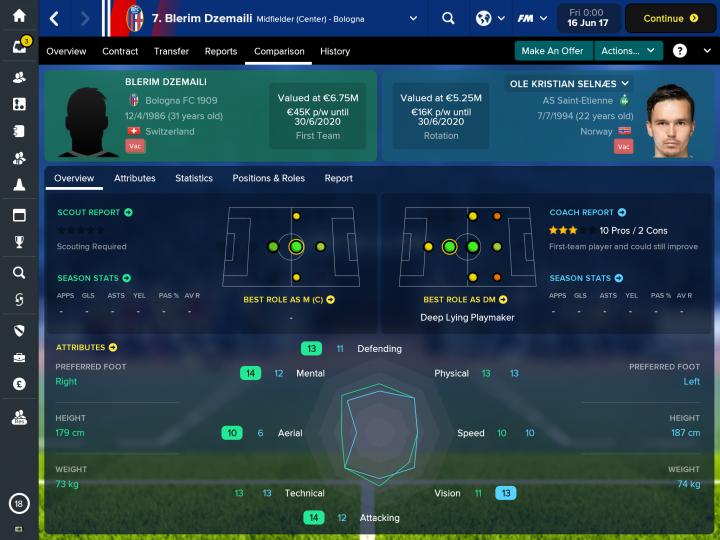 7. Blerim Dzemaili Midfielder (Center) - Bologna
FM
Fri 0:00
16 Jun 17
Continue
3
Overview
Contract
Transfer
Reports
Comparison
History
Make An Offer
Actions...
?
BLERIM DZEMAILI
Bologna FC 1909
12/4/1986 (31 years old)
Switzerland
Vac
Valued at €6.75M
€45K p/w until
30/6/2020
First Team
Valued at €5.25M
€16K p/w until
30/6/2020
Rotation
OLE KRISTIAN SELNÆS
AS Saint-Etienne
7/7/1994 (22 years old)
Norway
Vac
Overview
Attributes
Statistics
Positions & Roles
Report
SCOUT REPORT
Scouting Required
SEASON STATS
APPS GLS ASTS YEL PAS % AV R
- - - - - -
BEST ROLE AS M (C)
-
BEST ROLE AS DM
Deep Lying Playmaker
COACH REPORT
10 Pros / 2 Cons
First-team player and could still improve
SEASON STATS
APPS GLS ASTS YEL PAS % AV R
- - - - - -
ATTRIBUTES
PREFERRED FOOT
Right
HEIGHT
179 cm
WEIGHT
73 kg
13 11 Defending
14 12 Mental
Physical 13 13
10 6 Aerial
Speed 10 10
13 13 Technical
Vision 11 13
14 12 Attacking
PREFERRED FOOT
Left
HEIGHT
187 cm
WEIGHT
74 kg
Res
18